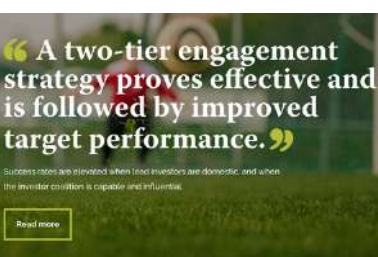 “ A two-tier engagement
strategy proves effective and
is followed by improved
target performance.”
Success rates are elevated when lead investors are domestic, and when
the investor coalition is capable and influential.
Read more